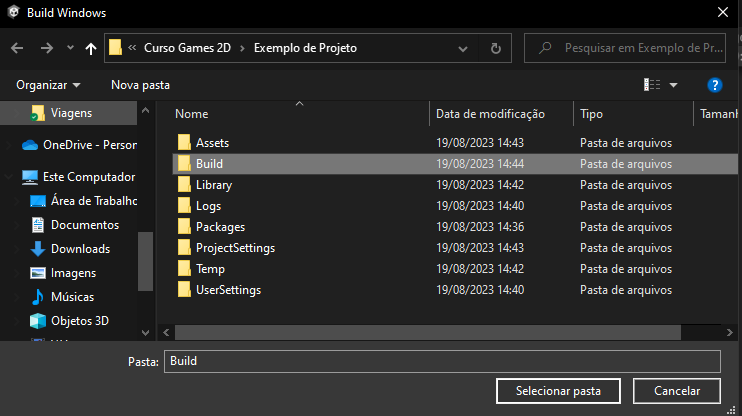 Build Windows
« Curso Games 2D > Exemplo de Projeto
Pesquisar em Exemplo de Pr...
Organizar Nova pasta
?
Viagens
OneDrive - Person
Este Computador
Área de Trabalho
Documentos
Downloads
Imagens
Músicas
Objetos 3D
Nome Data de modificação Tipo Tamanh
Assets 19/08/2023 14:43 Pasta de arquivos
Build 19/08/2023 14:44 Pasta de arquivos
Library 19/08/2023 14:42 Pasta de arquivos
Logs 19/08/2023 14:40 Pasta de arquivos
Packages 19/08/2023 14:36 Pasta de arquivos
ProjectSettings 19/08/2023 14:43 Pasta de arquivos
Temp 19/08/2023 14:42 Pasta de arquivos
UserSettings 19/08/2023 14:40 Pasta de arquivos
Pasta: Build
Selecionar pasta Cancelar